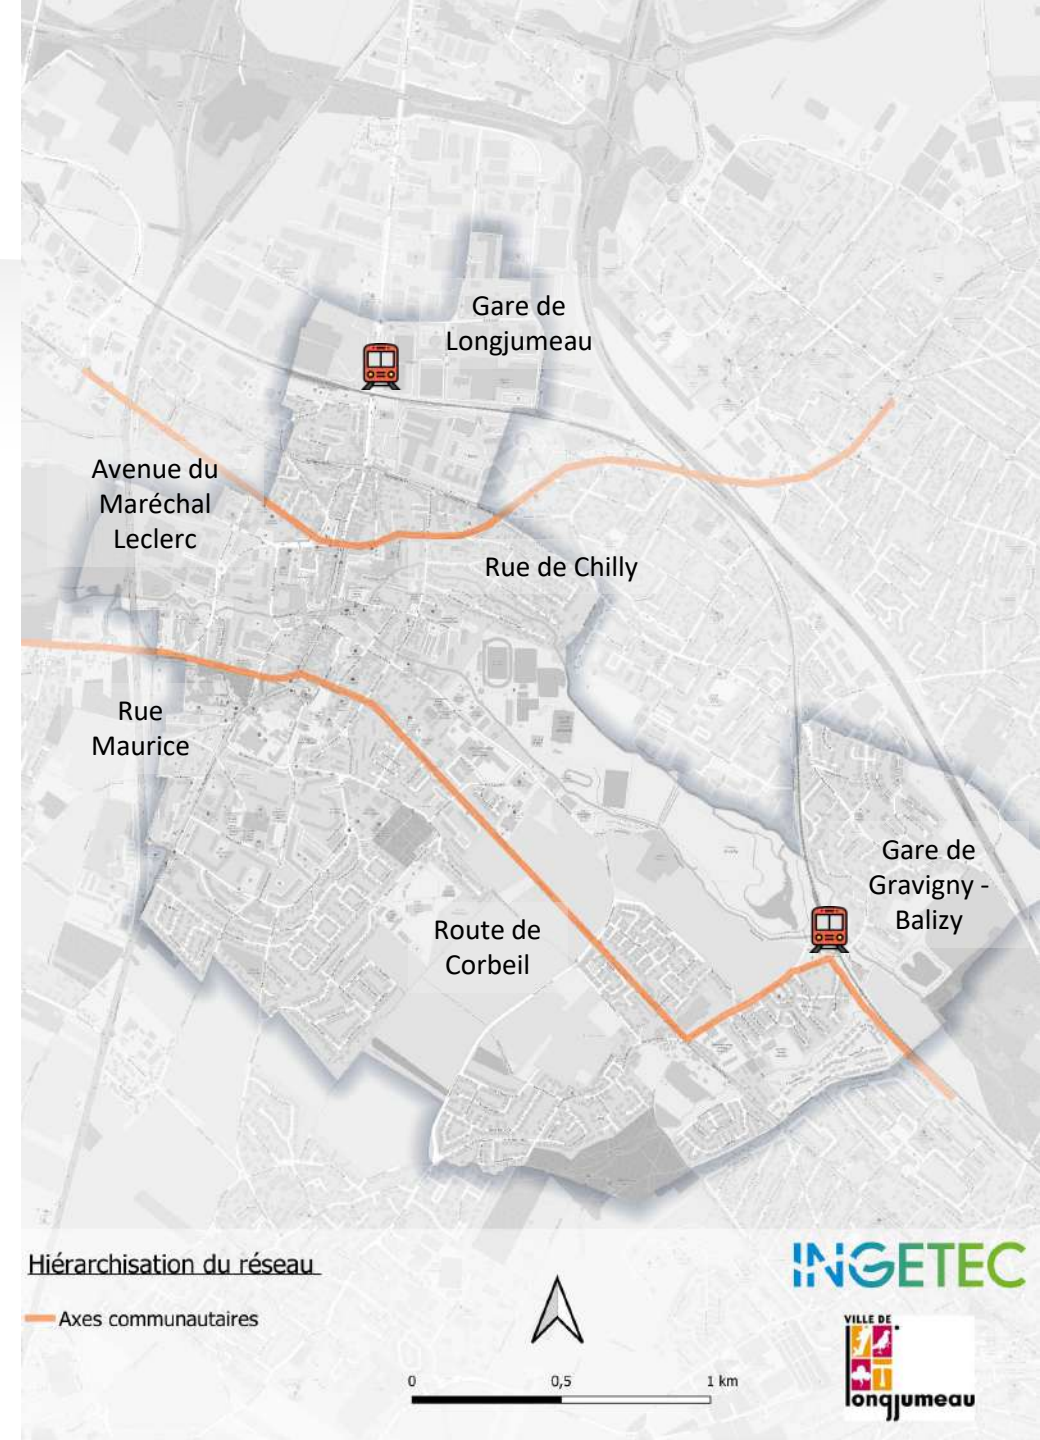 Gare de
Longjumeau
Avenue du
Maréchal
Leclerc
Rue de Chilly
Rue
Maurice
Gare de
Gravigny -
Balizy
Route de
Corbeil
Hiérarchisation du réseau
Axes communautaires
0 0,5 1 km
INGETEC
VILLE DE
longjumeau